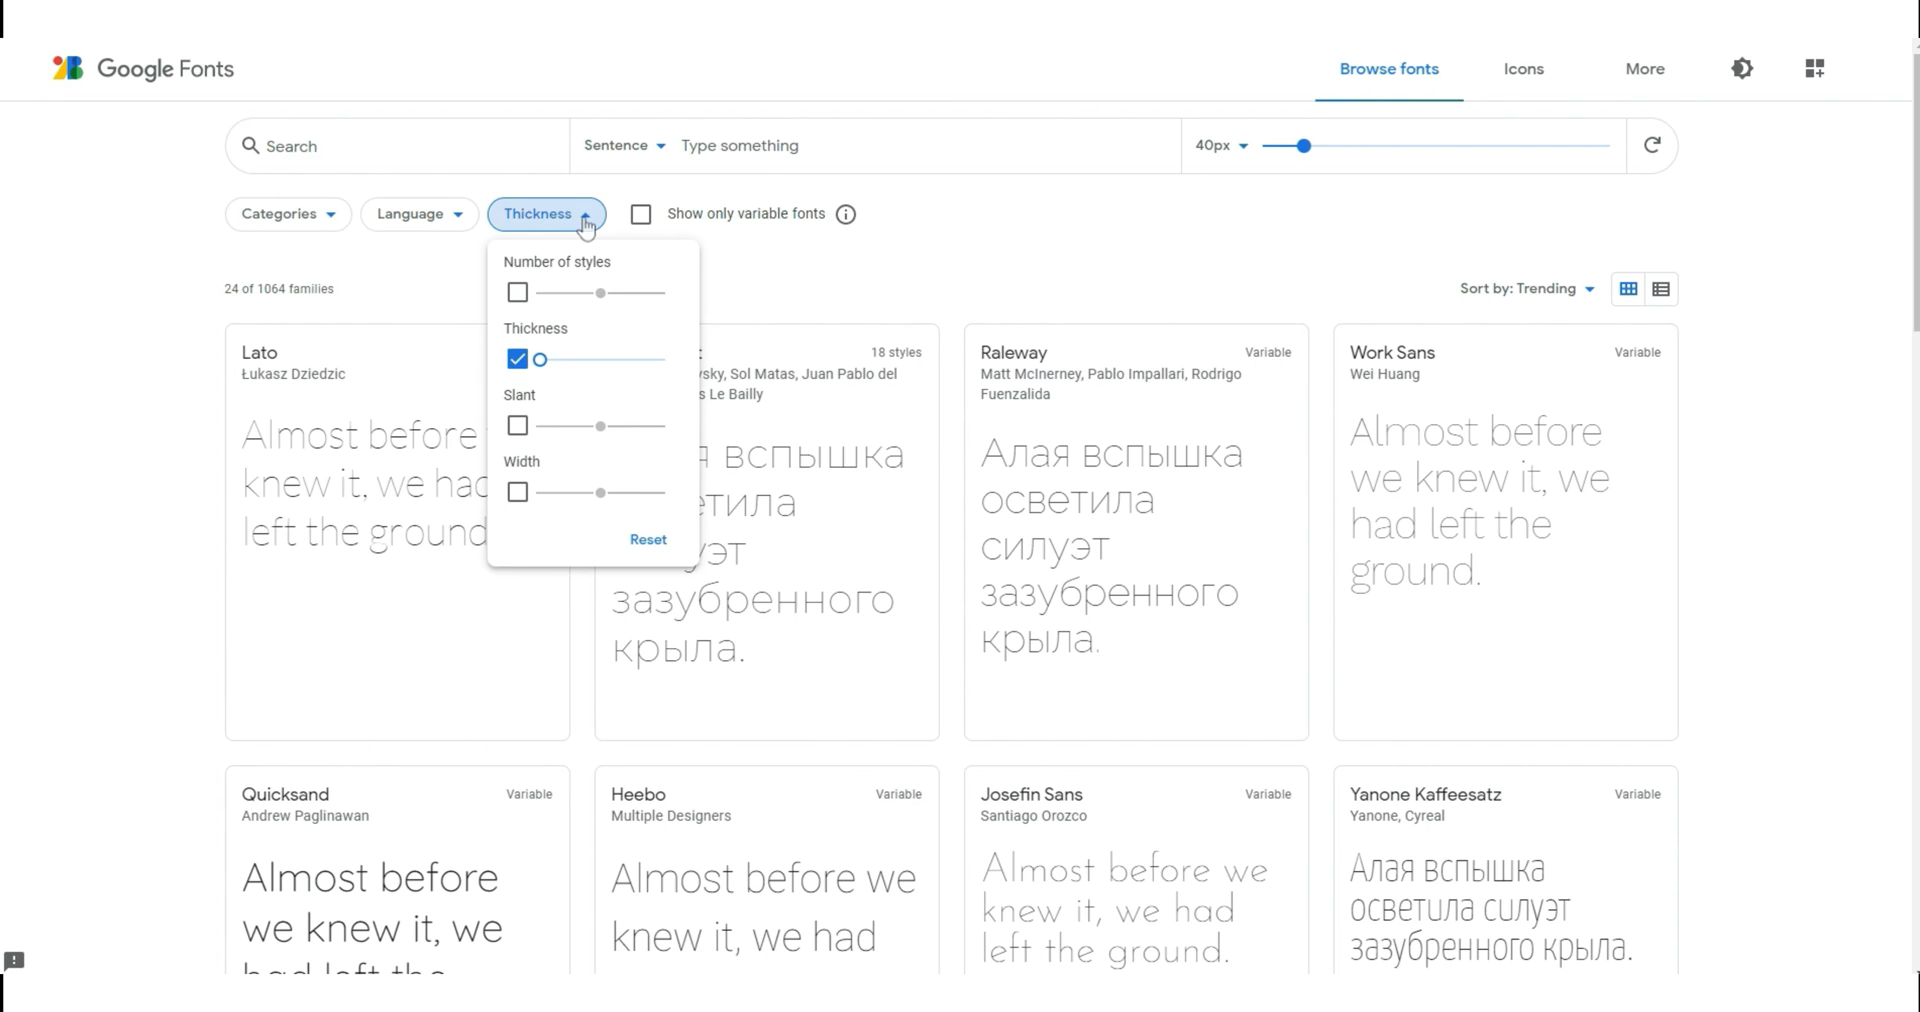 Google Fonts
Browse fonts
Icons
More
Search
Sentence
Type something
40px
Categories
Language
Thickness
Show only variable fonts
Number of styles
Thickness
Slant
Width
Reset
24 of 1064 families
Sort by: Trending
Lato
Łukasz Dziedzic
Almost before
knew it, we had
left the ground
18 styles
Sol Matas, Juan Pablo del
Le Bailly
вспышка
зазубренного
крыла.
Raleway
Variable
Matt McInerney, Pablo Impallari, Rodrigo
Fuenzalida
Алая вспышка
осветила
силуэт
зазубренного
крыла.
Work Sans
Variable
Wei Huang
Almost before
we knew it, we
had left the
ground.
Quicksand
Variable
Andrew Paglinawan
Almost before
we knew it, we
had left the
Heebo
Variable
Multiple Designers
Almost before we
knew it, we had
Josefin Sans
Variable
Santiago Orozco
Almost before we
knew it, we had
left the ground.
Yanone Kaffeesatz
Variable
Yanone, Cyreal
Алая вспышка
осветила силуэт
зазубренного крыла.